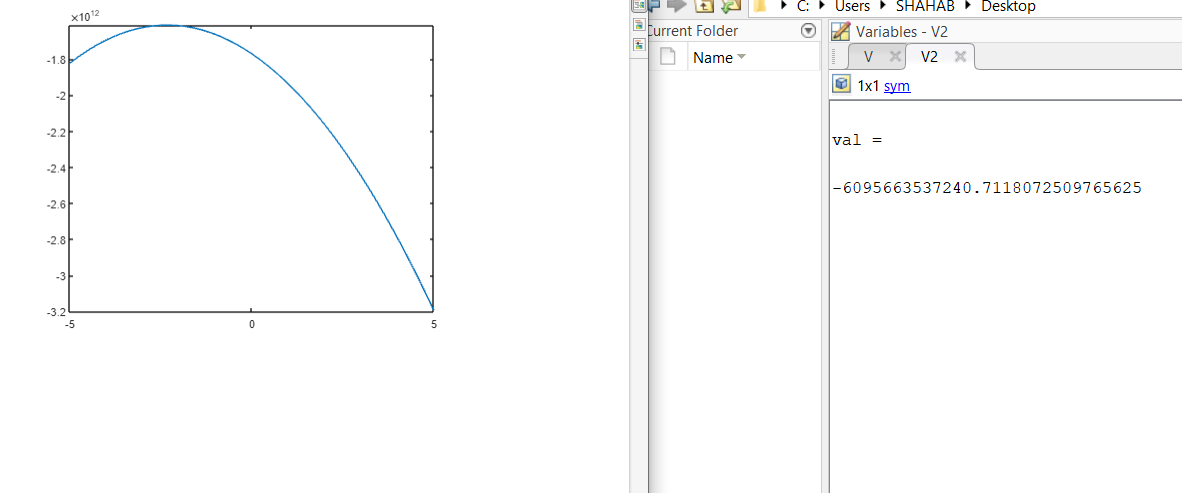 ×10^12
-1.8
-2
-2.2
-2.4
-2.6
-2.8
-3
-3.2
-5 0 5
C: Users SHAHAB Desktop
Current Folder
Name
Variables - V2
V V2
1x1 sym
val =
-6095663537240.7118072509765625